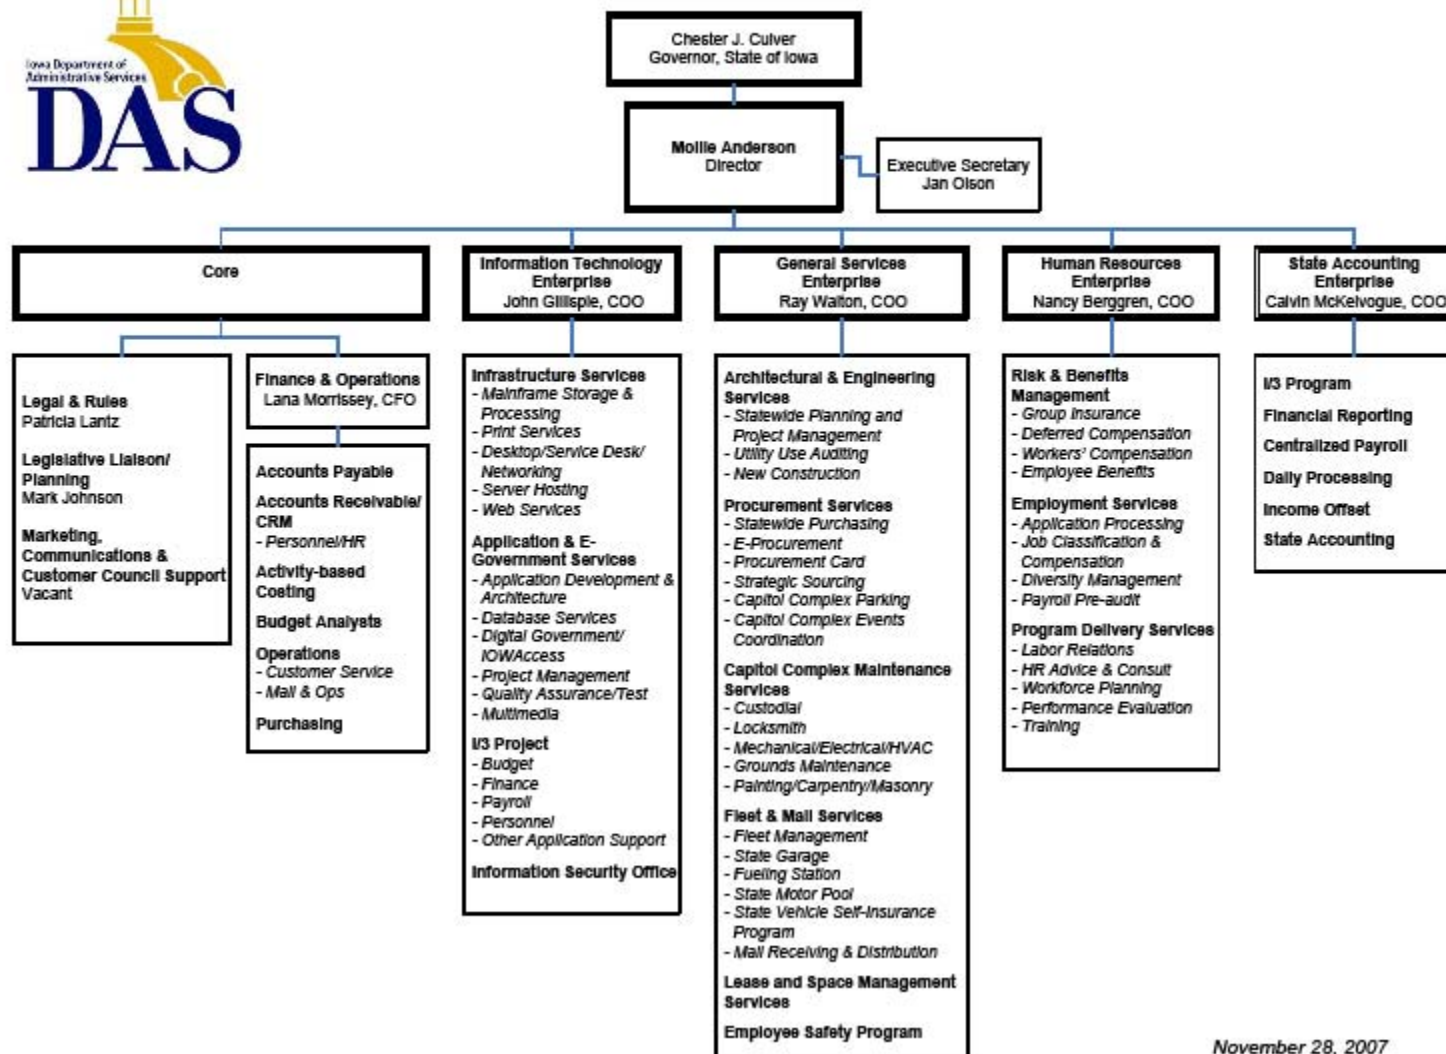 Iowa Department of
Administrative Services
DAS
Chester J. Culver
Governor, State of Iowa
Mollie Anderson
Director
Executive Secretary
Jan Olson
Core
Information Technology
Enterprise
John Gillispie, COO
General Services
Enterprise
Ray Walton, COO
Human Resources
Enterprise
Nancy Berggren, COO
State Accounting
Enterprise
Calvin McKelvogue, COO
Legal & Rules
Patricia Lantz
Legislative Liaison/
Planning
Mark Johnson
Marketing,
Communications &
Customer Council Support
Vacant
Finance & Operations
Lana Morrissey, CFO
Accounts Payable
Accounts Receivable/
CRM
- Personnel/HR
Activity-based
Costing
Budget Analysts
Operations
- Customer Service
- Mail & Ops
Purchasing
Infrastructure Services
- Mainframe Storage &
Processing
- Print Services
- Desktop/Service Desk/
Networking
- Server Hosting
- Web Services
Application & E-
Government Services
- Application Development &
Architecture
- Database Services
- Digital Government/
IOWAccess
- Project Management
- Quality Assurance/Test
- Multimedia
I/3 Project
- Budget
- Finance
- Payroll
- Personnel
- Other Application Support
Information Security Office
Architectural & Engineering
Services
- Statewide Planning and
Project Management
- Utility Use Auditing
- New Construction
Procurement Services
- Statewide Purchasing
- E-Procurement
- Procurement Card
- Strategic Sourcing
- Capitol Complex Parking
- Capitol Complex Events
Coordination
Capitol Complex Maintenance
Services
- Custodial
- Locksmith
- Mechanical/Electrical/HVAC
- Grounds Maintenance
- Painting/Carpentry/Masonry
Fleet & Mail Services
- Fleet Management
- State Garage
- Fueling Station
- State Motor Pool
- State Vehicle Self-Insurance
Program
- Mail Receiving & Distribution
Lease and Space Management
Services
Employee Safety Program
Risk & Benefits
Management
- Group Insurance
- Deferred Compensation
- Workers' Compensation
- Employee Benefits
Employment Services
- Application Processing
- Job Classification &
Compensation
- Diversity Management
- Payroll Pre-audit
Program Delivery Services
- Labor Relations
- HR Advice & Consult
- Workforce Planning
- Performance Evaluation
- Training
I/3 Program
Financial Reporting
Centralized Payroll
Daily Processing
Income Offset
State Accounting
November 28, 2007